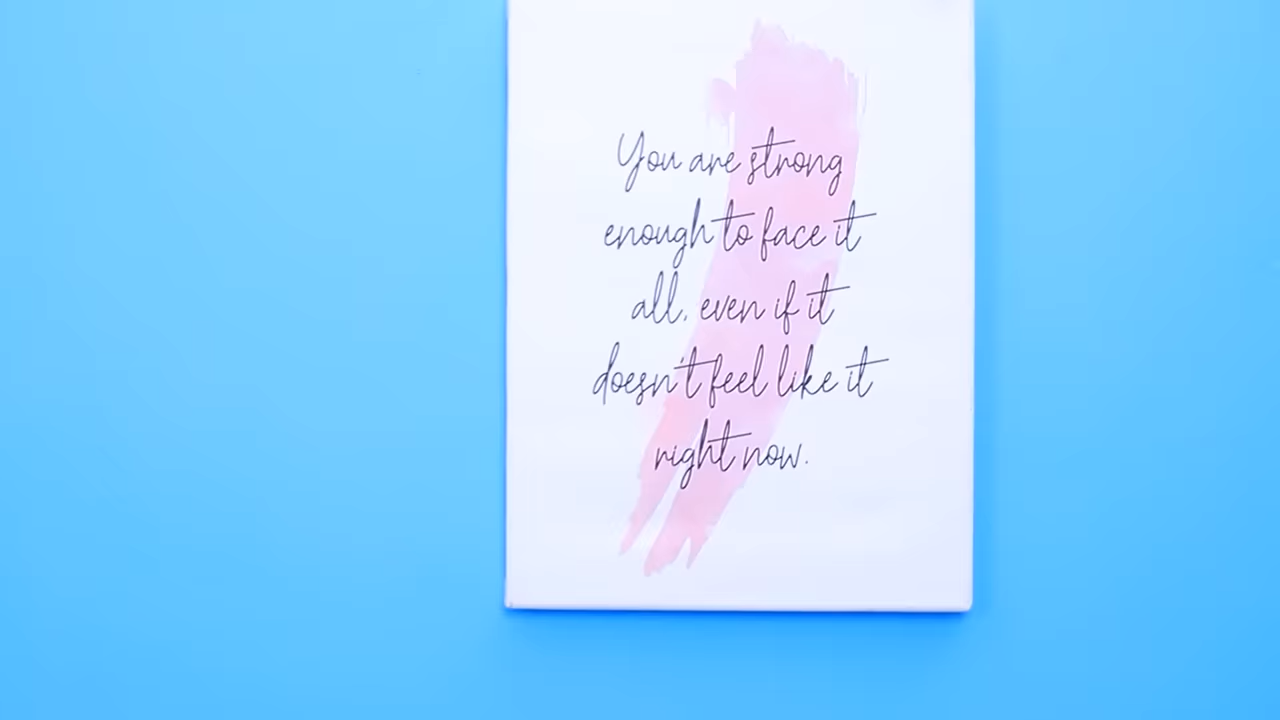 You are strong
enough to face it
all, even if it
doesn't feel like it
right now.